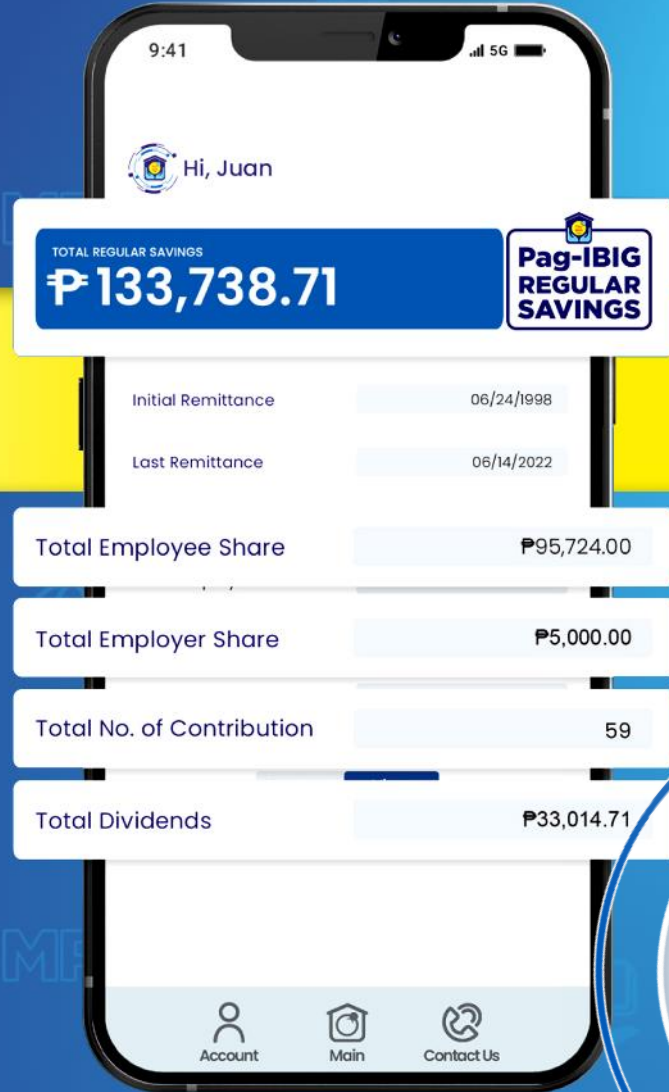 9:41
5G
Hi, Juan
TOTAL REGULAR SAVINGS
₱133,738.71
Pag-IBIG
REGULAR
SAVINGS
Initial Remittance 06/24/1998
Last Remittance 06/14/2022
Total Employee Share ₱95,724.00
Total Employer Share ₱5,000.00
Total No. of Contribution 59
Total Dividends ₱33,014.71
Account Main Contact Us